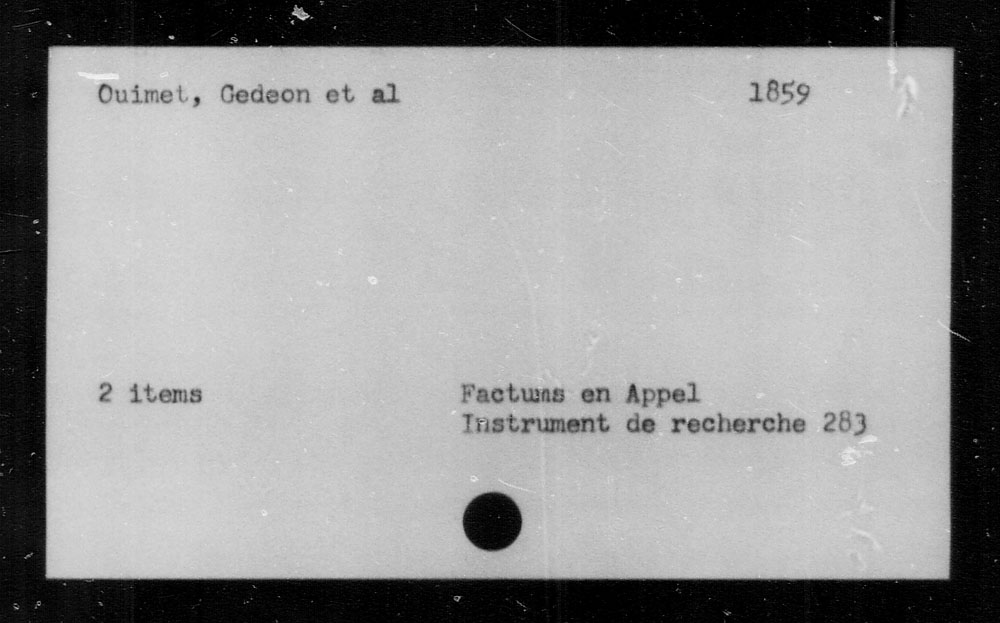 Ouimet, Gedeon et al 1859
2 items Factums en Appel
Instrument de recherche 283